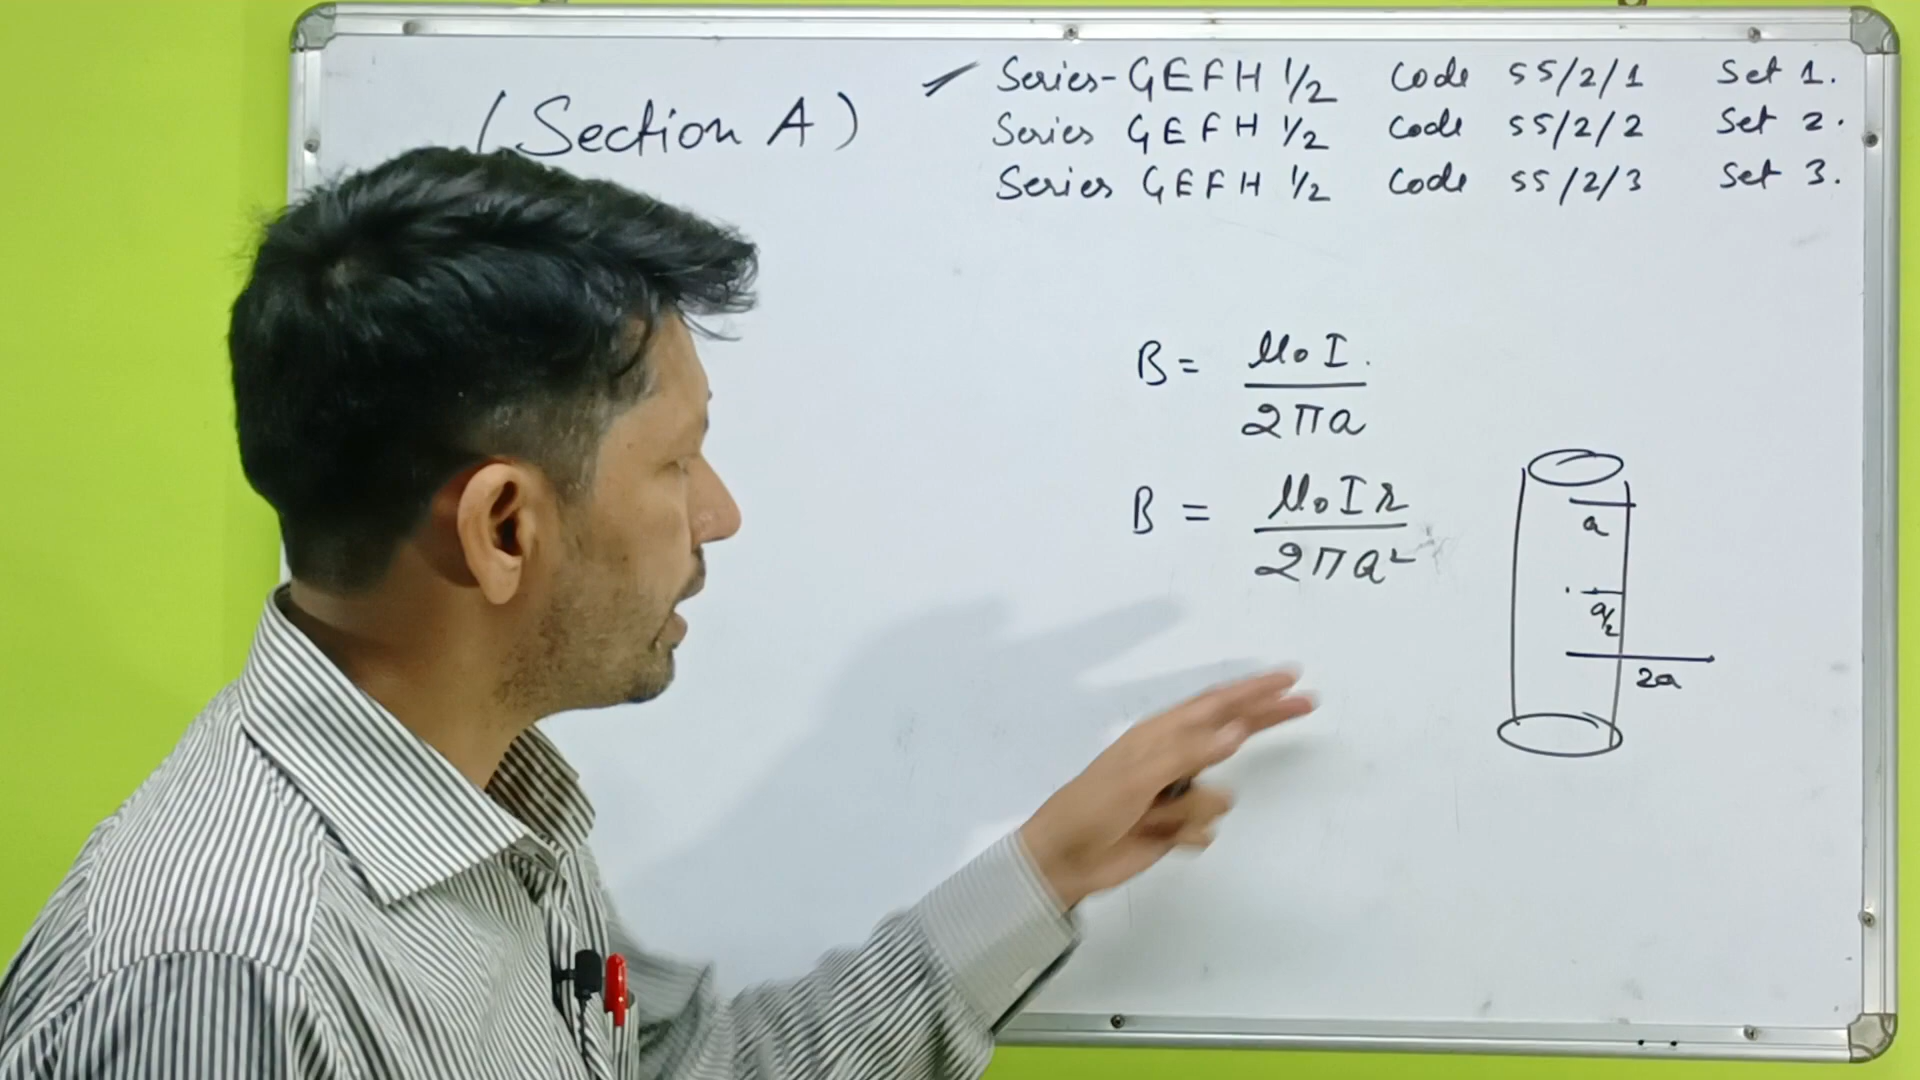 (Section A)
Series- GEFH 1/2 Code 55/2/1 Set 1.
Series GEFH 1/2 Code 55/2/2 Set 2.
Series GEFH 1/2 Code 55/2/3 Set 3.
B = μ₀I / 2πa
B = μ₀Ir / 2πa²
a
a/2
2a